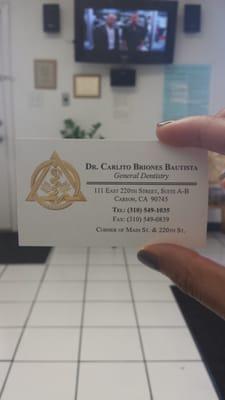 Dr. Carlito Briones Bautista
General Dentistry
111 East 220th Street, Suite A-B
Carson, CA 90745
Tel: (310) 549-1035
Fax: (310) 549-0839
Corner of Main St. & 220th St.